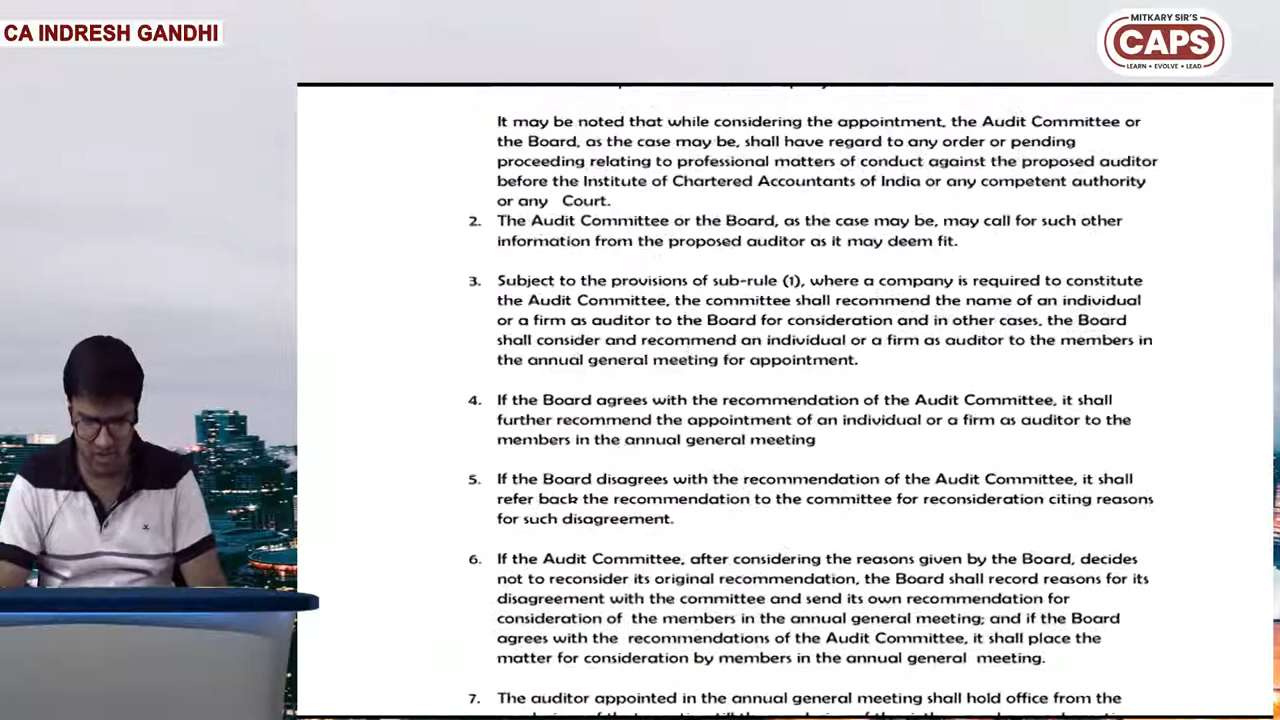 CA INDRESH GANDHI
MITKARY SIR'S
CAPS
LEARN • EVOLVE • LEAD
It may be noted that while considering the appointment, the Audit Committee or
the Board, as the case may be, shall have regard to any order or pending
proceeding relating to professional matters of conduct against the proposed auditor
before the Institute of Chartered Accountants of India or any competent authority
or any Court.
2. The Audit Committee or the Board, as the case may be, may call for such other
information from the proposed auditor as it may deem fit.
3. Subject to the provisions of sub-rule (1), where a company is required to constitute
the Audit Committee, the committee shall recommend the name of an individual
or a firm as auditor to the Board for consideration and in other cases, the Board
shall consider and recommend an individual or a firm as auditor to the members in
the annual general meeting for appointment.
4. If the Board agrees with the recommendation of the Audit Committee, it shall
further recommend the appointment of an individual or a firm as auditor to the
members in the annual general meeting
5. If the Board disagrees with the recommendation of the Audit Committee, it shall
refer back the recommendation to the committee for reconsideration citing reasons
for such disagreement.
6. If the Audit Committee, after considering the reasons given by the Board, decides
not to reconsider its original recommendation, the Board shall record reasons for its
disagreement with the committee and send its own recommendation for
consideration of the members in the annual general meeting; and if the Board
agrees with the recommendations of the Audit Committee, it shall place the
matter for consideration by members in the annual general meeting.
7. The auditor appointed in the annual general meeting shall hold office from the